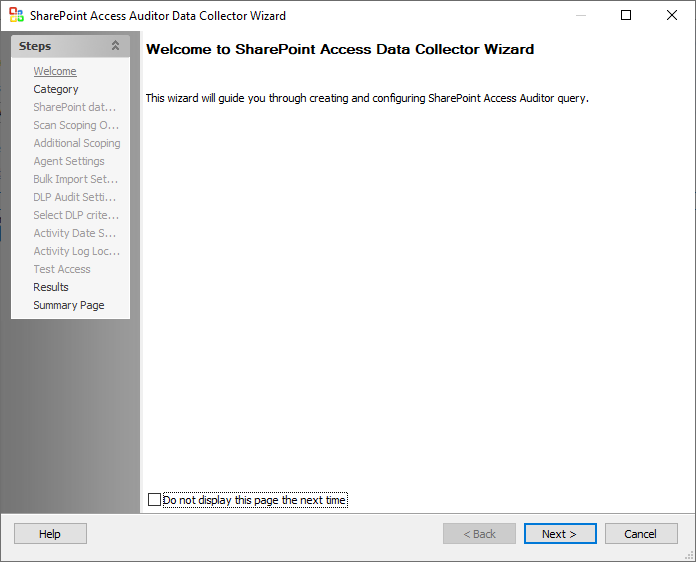 SharePoint Access Auditor Data Collector Wizard
Steps
Welcome
Category
SharePoint dat...
Scan Scoping O...
Additional Scoping
Agent Settings
Bulk Import Set...
DLP Audit Setti...
Select DLP crite...
Activity Date S...
Activity Log Loc...
Test Access
Results
Summary Page
Welcome to SharePoint Access Data Collector Wizard
This wizard will guide you through creating and configuring SharePoint Access Auditor query.
Do not display this page the next time
Help
< Back
Next >
Cancel